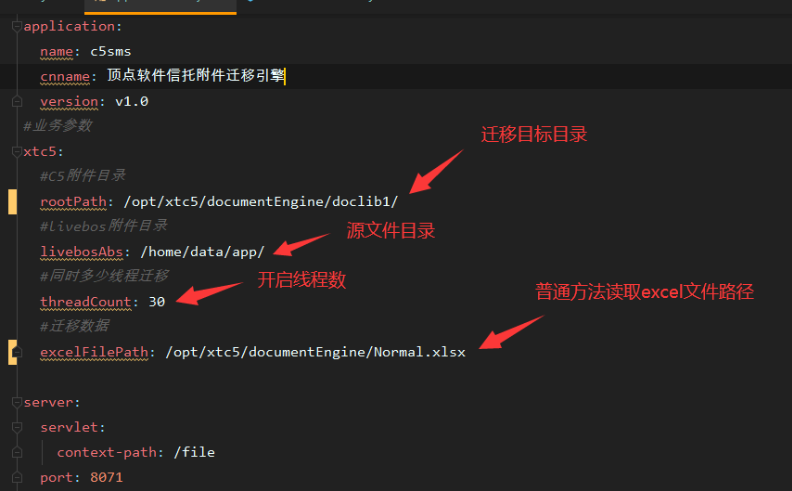 application:
name: c5sms
cnname: 顶点软件信托附件迁移引擎
version: v1.0
#业务参数
迁移目标目录
xtc5:
#C5附件目录
rootPath: /opt/xtc5/documentEngine/doclib1/
#Livebos附件目录
源文件目录
livebosAbs: /home/data/app/
#同时多少线程迁移
开启线程数
threadCount: 30
普通方法读取excel文件路径
#迁移数据
excelFilePath: /opt/xtc5/documentEngine/Normal.xlsx
server:
servlet:
context-path: /file
port: 8071